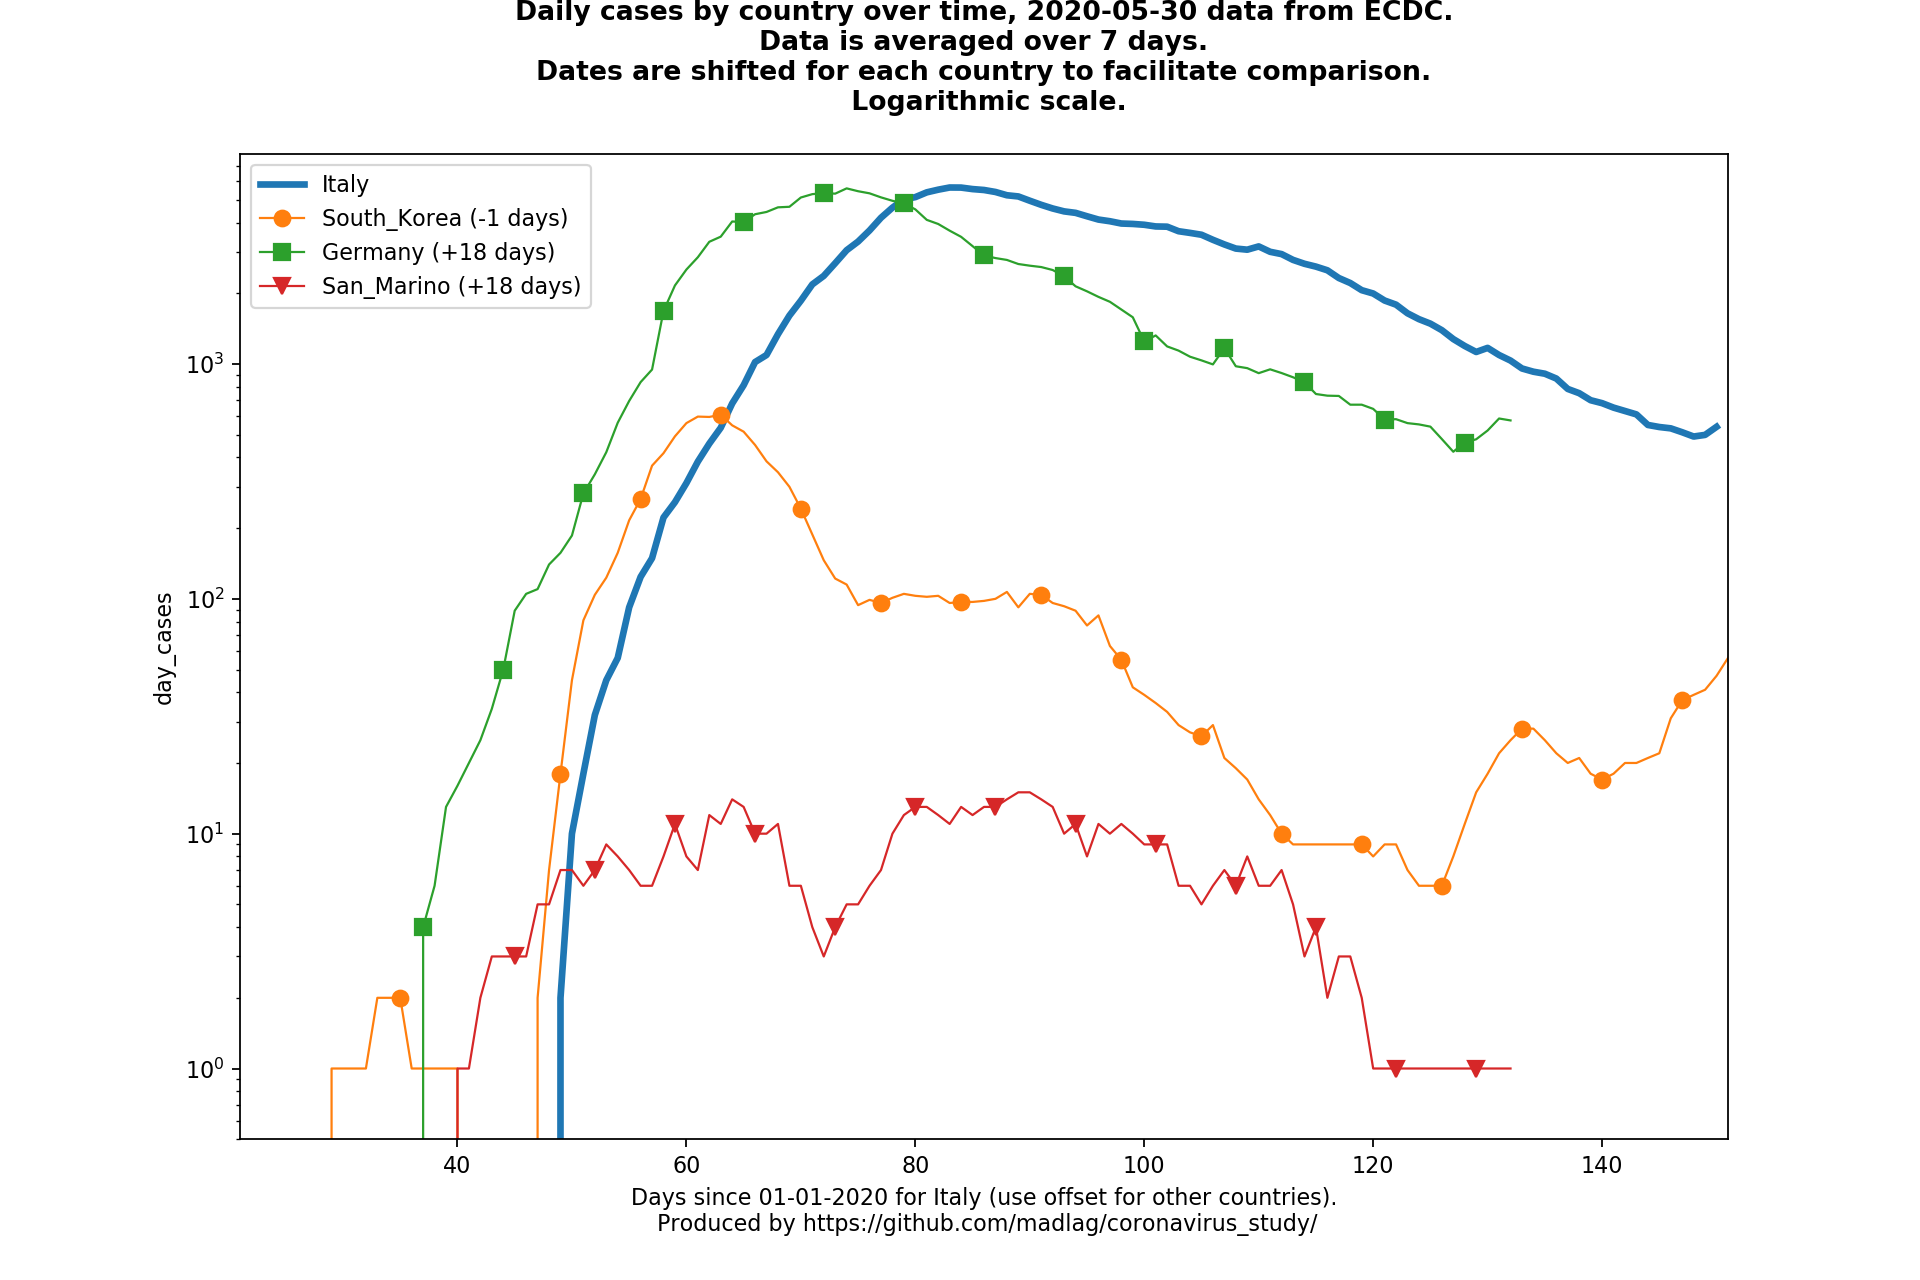 Daily cases by country over time, 2020-05-30 data from ECDC.
Data is averaged over 7 days.
Dates are shifted for each country to facilitate comparison.
Logarithmic scale.
Italy
South_Korea (-1 days)
Germany (+18 days)
San_Marino (+18 days)
10³
10²
10¹
10⁰
day_cases
40 60 80 100 120 140
Days since 01-01-2020 for Italy (use offset for other countries).
Produced by https://github.com/madlag/coronavirus_study/